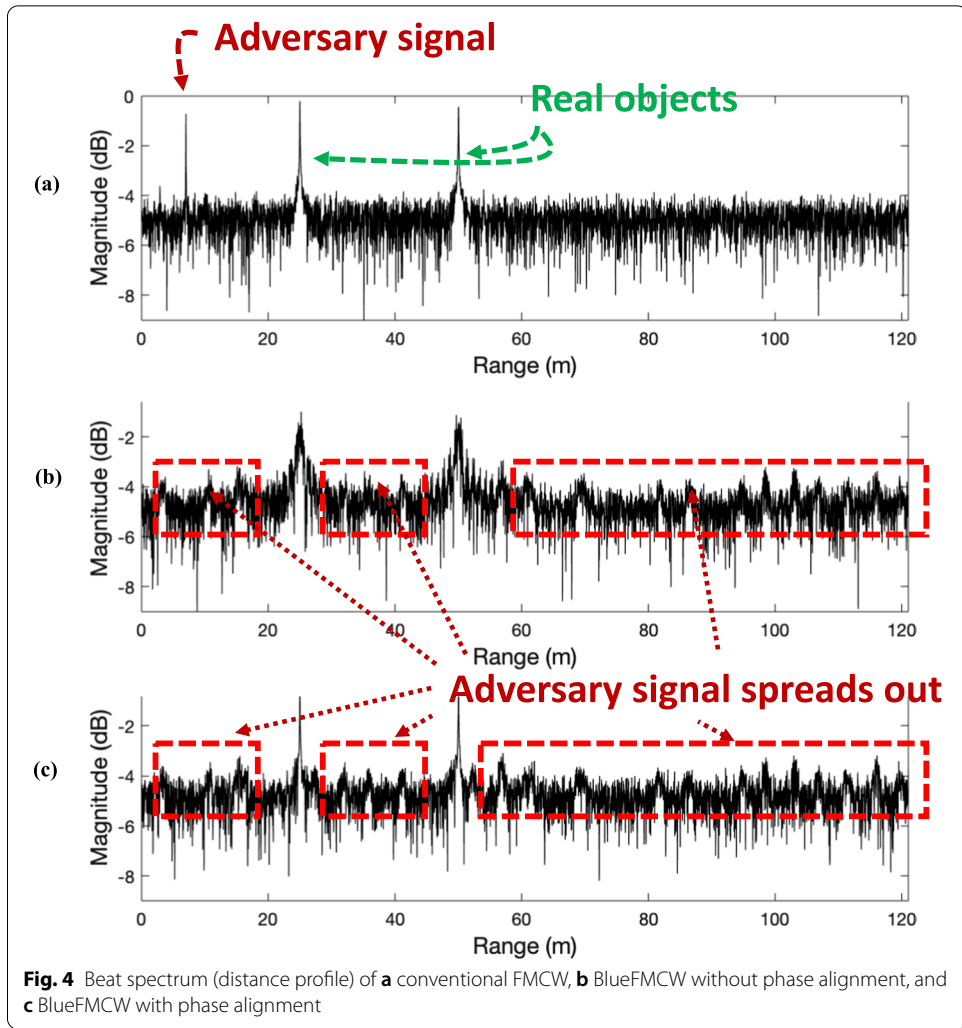 Adversary signal
Real objects
(a)
Magnitude (dB)
0
-2
-4
-6
-8
0 20 40 60 80 100 120
Range (m)
(b)
Magnitude (dB)
-2
-4
-6
-8
0 20 40 60 80 100 120
Range (m)
Adversary signal spreads out
(c)
Magnitude (dB)
-2
-4
-6
-8
0 20 40 60 80 100 120
Range (m)
Fig. 4 Beat spectrum (distance profile) of a conventional FMCW, b BlueFMCW without phase alignment, and
c BlueFMCW with phase alignment